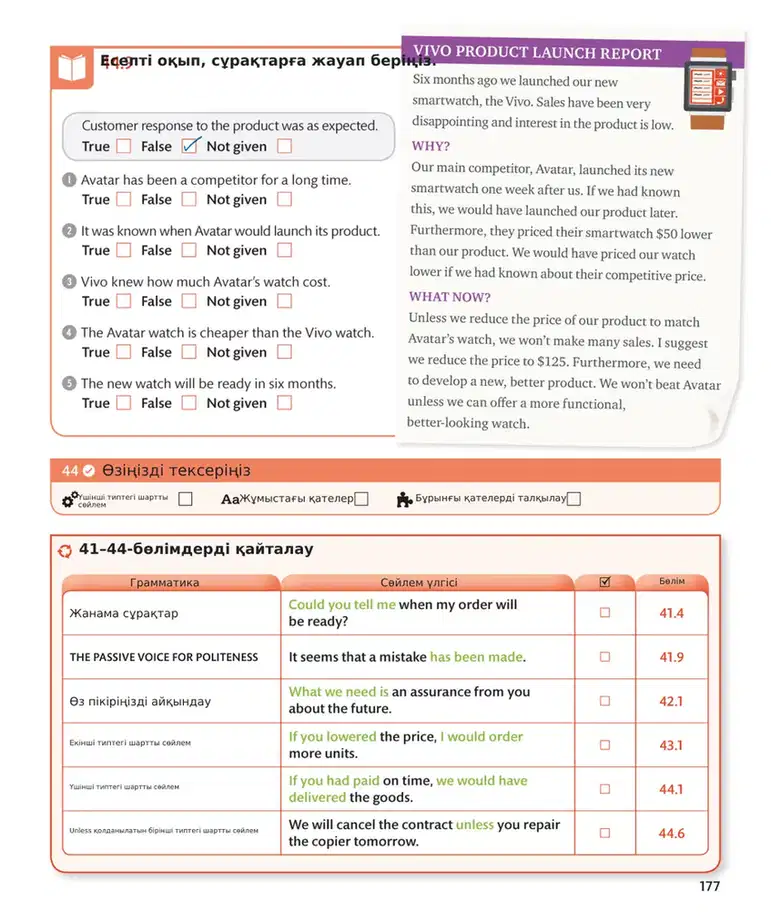 44.9 Есепті оқып, сұрақтарға жауап беріңіз.
Customer response to the product was as expected.
True False Not given
1 Avatar has been a competitor for a long time.
True False Not given
2 It was known when Avatar would launch its product.
True False Not given
3 Vivo knew how much Avatar's watch cost.
True False Not given
4 The Avatar watch is cheaper than the Vivo watch.
True False Not given
5 The new watch will be ready in six months.
True False Not given
VIVO PRODUCT LAUNCH REPORT
Six months ago we launched our new
smartwatch, the Vivo. Sales have been very
disappointing and interest in the product is low.
WHY?
Our main competitor, Avatar, launched its new
smartwatch one week after us. If we had known
this, we would have launched our product later.
Furthermore, they priced their smartwatch $50 lower
than our product. We would have priced our watch
lower if we had known about their competitive price.
WHAT NOW?
Unless we reduce the price of our product to match
Avatar's watch, we won't make many sales. I suggest
we reduce the price to $125. Furthermore, we need
to develop a new, better product. We won't beat Avatar
unless we can offer a more functional,
better-looking watch.
44 Өзіңізді тексеріңіз
Үшінші типтегі шартты
сөйлем
Aa Жұмыстағы қателер
Бұрынғы қателерді талқылау
41–44-бөлімдерді қайталау
Грамматика Сөйлем үлгісі Бөлім
Жанама сұрақтар
Could you tell me when my order will
be ready?
41.4
THE PASSIVE VOICE FOR POLITENESS It seems that a mistake has been made. 41.9
Өз пікіріңізді айқындау
What we need is an assurance from you
about the future.
42.1
Екінші типтегі шартты сөйлем
If you lowered the price, I would order
more units.
43.1
Үшінші типтегі шартты сөйлем
If you had paid on time, we would have
delivered the goods.
44.1
Unless қолданылатын бірінші типтегі шартты сөйлем
We will cancel the contract unless you repair
the copier tomorrow.
44.6
177